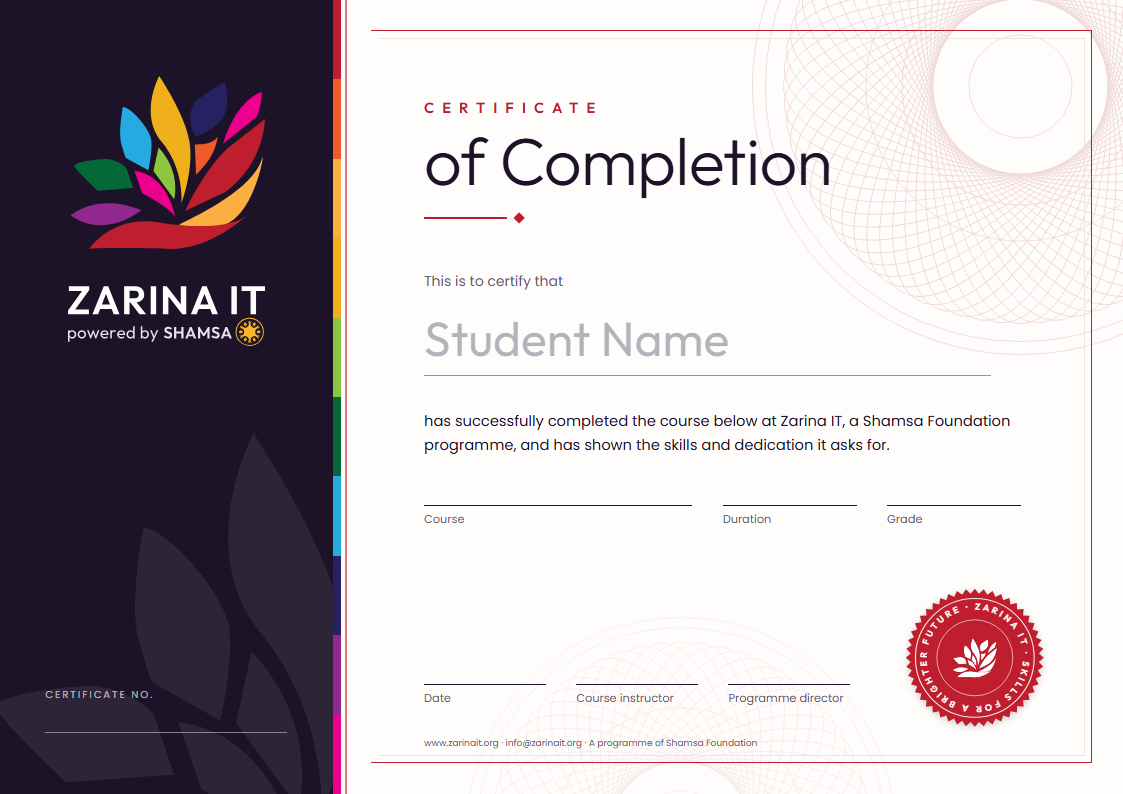 ZARINA IT
powered by SHAMSA
CERTIFICATE NO.
CERTIFICATE
of Completion
This is to certify that
Student Name
has successfully completed the course below at Zarina IT, a Shamsa Foundation
programme, and has shown the skills and dedication it asks for.
Course
Duration
Grade
Date
Course instructor
Programme director
ZARINA IT · SKILLS FOR A BRIGHTER FUTURE ·
www.zarinait.org · info@zarinait.org · A programme of Shamsa Foundation